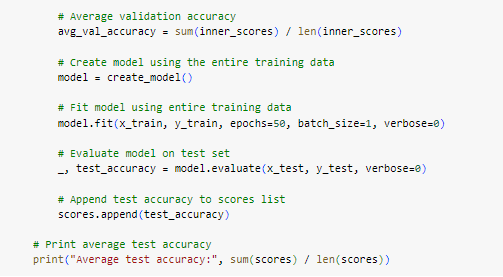 # Average validation accuracy
avg_val_accuracy = sum(inner_scores) / len(inner_scores)
# Create model using the entire training data
model = create_model()
# Fit model using entire training data
model.fit(x_train, y_train, epochs=50, batch_size=1, verbose=0)
# Evaluate model on test set
_, test_accuracy = model.evaluate(x_test, y_test, verbose=0)
# Append test accuracy to scores list
scores.append(test_accuracy)
# Print average test accuracy
print("Average test accuracy:", sum(scores) / len(scores))